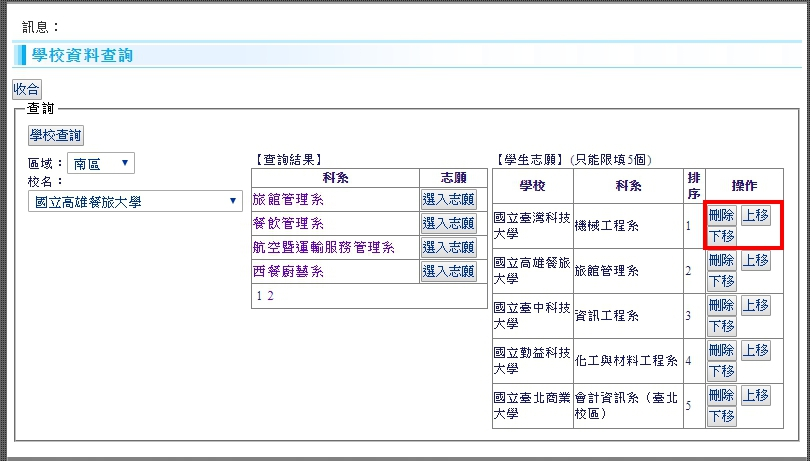 訊息：
學校資料查詢
收合
查詢
學校查詢
區域：南區
校名：
國立高雄餐旅大學
【查詢結果】
科系 志願
旅館管理系 選入志願
餐飲管理系 選入志願
航空暨運輸服務管理系 選入志願
西餐廚藝系 選入志願
1 2
【學生志願】(只能限填5個)
學校 科系 排序 操作
國立臺灣科技大學 機械工程系 1 刪除 上移 下移
國立高雄餐旅大學 旅館管理系 2 刪除 上移 下移
國立臺中科技大學 資訊工程系 3 刪除 上移 下移
國立勤益科技大學 化工與材料工程系 4 刪除 上移 下移
國立臺北商業大學 會計資訊系（臺北校區） 5 刪除 上移 下移